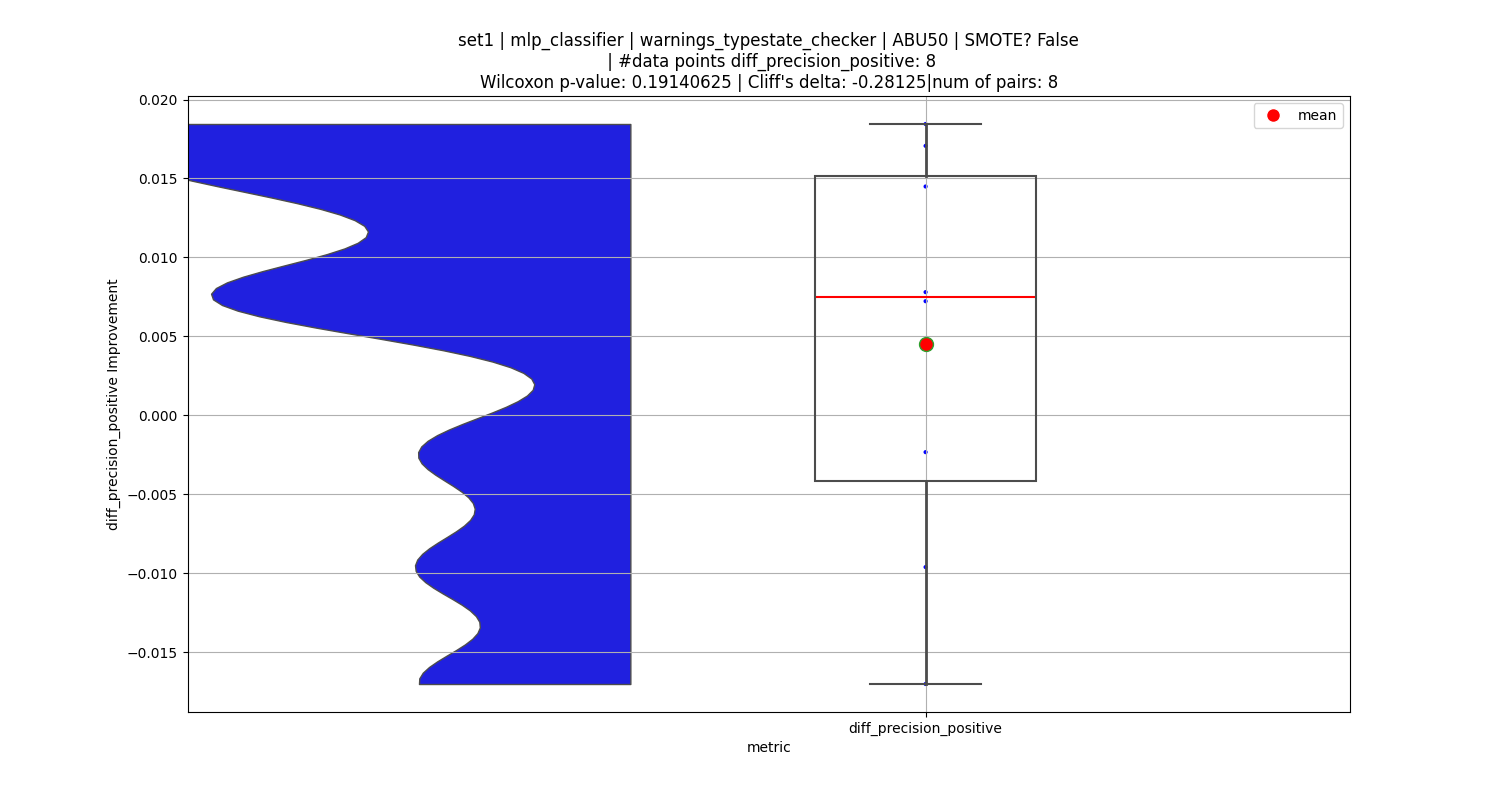 set1 | mlp_classifier | warnings_typestate_checker | ABU50 | SMOTE? False
| #data points diff_precision_positive: 8
Wilcoxon p-value: 0.19140625 | Cliff's delta: -0.28125|num of pairs: 8
mean
0.020
0.015
0.010
0.005
0.000
−0.005
−0.010
−0.015
diff_precision_positive Improvement
diff_precision_positive
metric